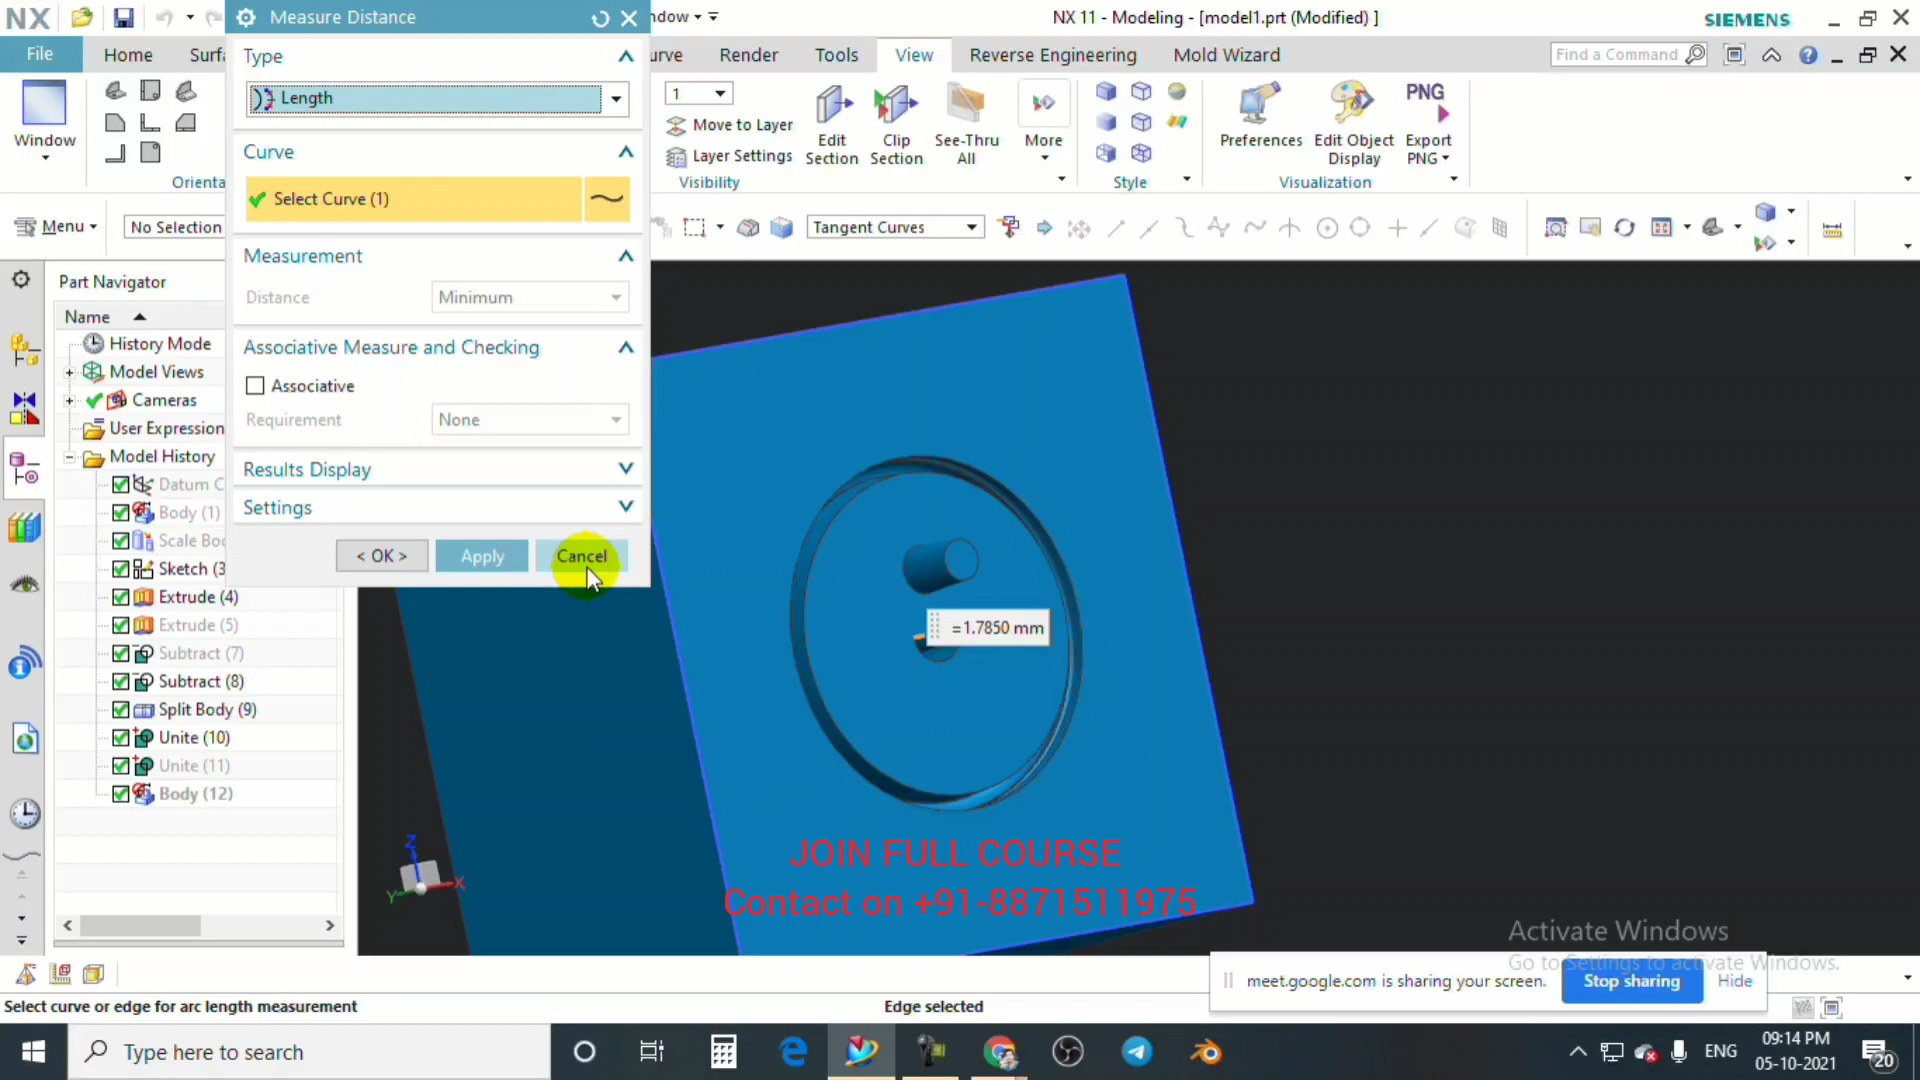 NX
Measure Distance
ndow
NX 11 - Modeling - [model1.prt (Modified) ]
SIEMENS
File
Home
Surf
urve
Render
Tools
View
Reverse Engineering
Mold Wizard
Find a Command
Type
Length
Window
1
Move to Layer
Layer Settings
Edit
Section
Clip
Section
See-Thru
All
More
Preferences
Edit Object
Display
PNG
Export
PNG
Curve
Orienta
Visibility
Style
Visualization
Select Curve (1)
Menu
No Selection
Tangent Curves
Measurement
Distance
Minimum
Part Navigator
Name
History Mode
Model Views
Cameras
User Expression
Model History
Datum C
Body (1)
Scale Bod
Sketch (3
Extrude (4)
Extrude (5)
Subtract (7)
Subtract (8)
Split Body (9)
Unite (10)
Unite (11)
Body (12)
Associative Measure and Checking
Associative
Requirement
None
Results Display
Settings
< OK >
Apply
Cancel
=1.7850 mm
Z
Y
X
JOIN FULL COURSE
Contact on +91-8871511975
Activate Windows
Go to Settings to activate Windows.
meet.google.com is sharing your screen.
Stop sharing
Hide
Select curve or edge for arc length measurement
Edge selected
Type here to search
ENG
09:14 PM
05-10-2021
20